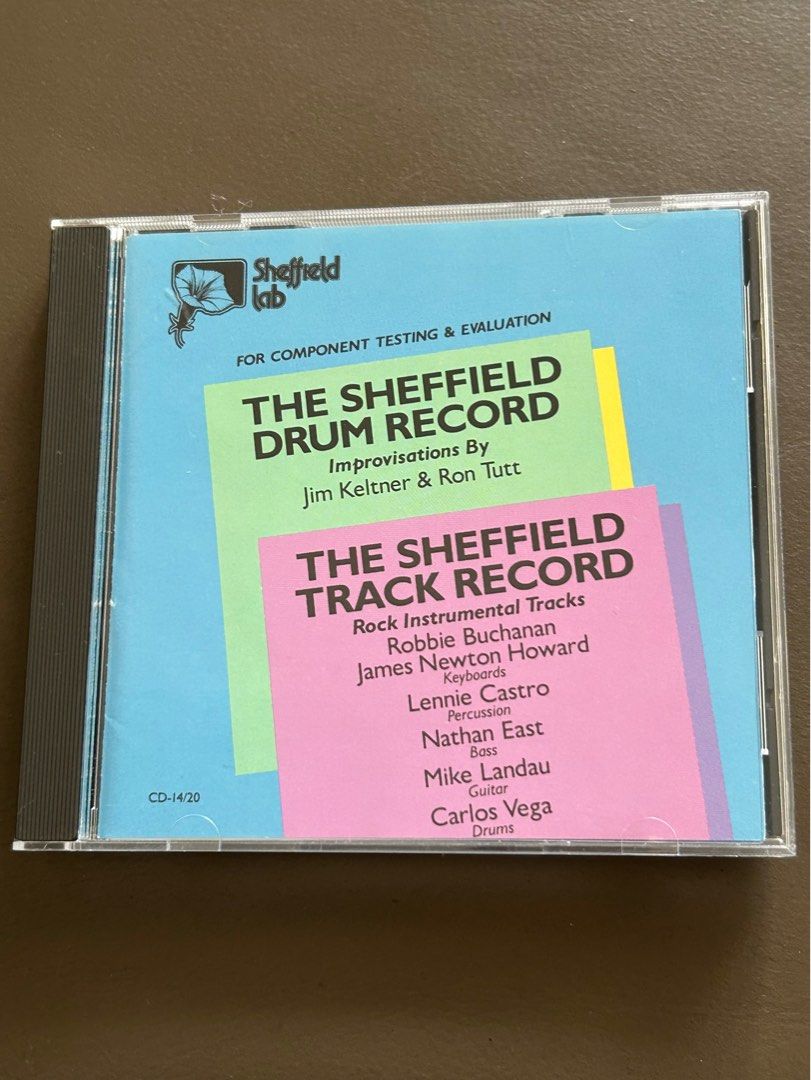 Sheffield
Lab
FOR COMPONENT TESTING & EVALUATION
THE SHEFFIELD
DRUM RECORD
Improvisations By
Jim Keltner & Ron Tutt
THE SHEFFIELD
TRACK RECORD
Rock Instrumental Tracks
Robbie Buchanan
James Newton Howard
Keyboards
Lennie Castro
Percussion
Nathan East
Bass
Mike Landau
Guitar
Carlos Vega
Drums
CD-14/20